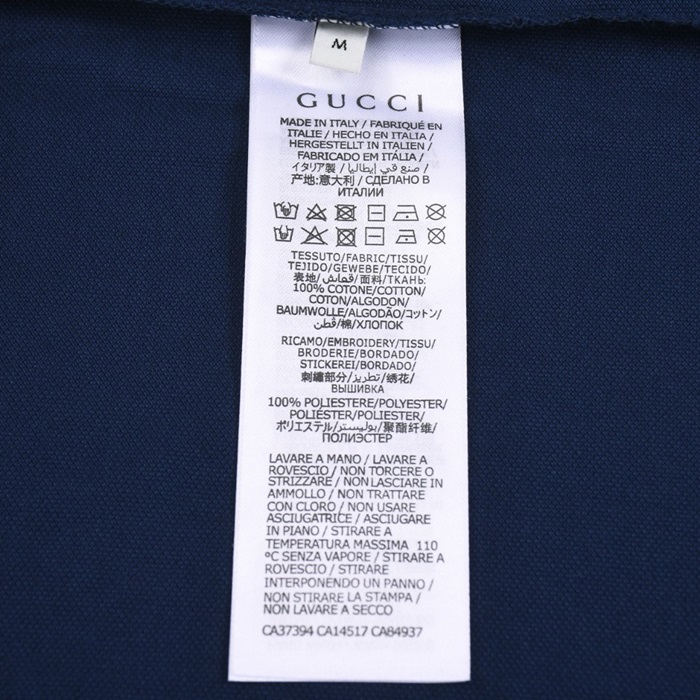 M
GUCCI
MADE IN ITALY / FABRIQUÉ EN
ITALIE / HECHO EN ITALIA /
HERGESTELLT IN ITALIEN /
FABRICADO EM ITÁLIA /
イタリア製 / صنع في إيطاليا /
产地:意大利 / СДЕЛАНО В
ИТАЛИИ
TESSUTO/FABRIC/TISSU/
TEJIDO/GEWEBE/TECIDO/
表地/قماش/面料/ТКАНЬ:
100% COTONE/COTTON/
COTON/ALGODON/
BAUMWOLLE/ALGODÃO/コットン/
قطن/棉/ХЛОПОК
RICAMO/EMBROIDERY/TISSU/
BRODERIE/BORDADO/
STICKEREI/BORDADO/
刺繍部分/تطريز/绣花/
ВЫШИВКА
100% POLIESTERE/POLYESTER/
POLIÉSTER/POLIESTER/
ポリエステル/بوليستر/聚酯纤维/
ПОЛИЭСТЕР
LAVARE A MANO / LAVARE A
ROVESCIO / NON TORCERE O
STRIZZARE / NON LASCIARE IN
AMMOLLO / NON TRATTARE
CON CLORO / NON USARE
ASCIUGATRICE / ASCIUGARE
IN PIANO / STIRARE A
TEMPERATURA MASSIMA 110
°C SENZA VAPORE / STIRARE A
ROVESCIO / STIRARE
INTERPONENDO UN PANNO /
NON STIRARE LA STAMPA /
NON LAVARE A SECCO
CA37394 CA14517 CA84937